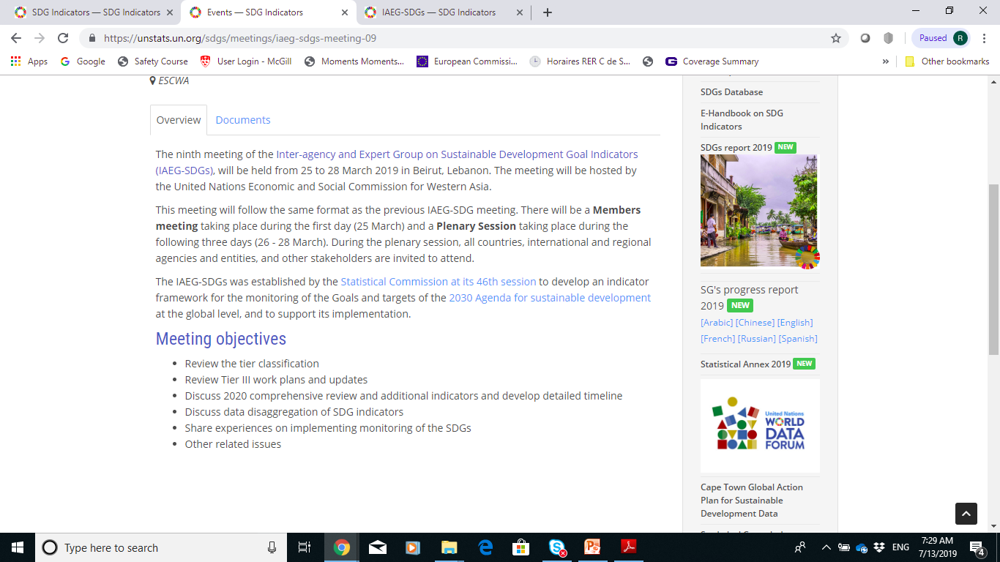 SDG Indicators — SDG Indicators
Events — SDG Indicators
IAEG-SDGs — SDG Indicators
https://unstats.un.org/sdgs/meetings/iaeg-sdgs-meeting-09
Paused
R
Apps
Google
Safety Course
User Login - McGill
Moments Moments...
European Commissi...
Horaires RER C de S...
Coverage Summary
»
Other bookmarks
ESCWA
Overview
Documents
The ninth meeting of the Inter-agency and Expert Group on Sustainable Development Goal Indicators
(IAEG-SDGs), will be held from 25 to 28 March 2019 in Beirut, Lebanon. The meeting will be hosted by
the United Nations Economic and Social Commission for Western Asia.
This meeting will follow the same format as the previous IAEG-SDG meeting. There will be a Members
meeting taking place during the first day (25 March) and a Plenary Session taking place during the
following three days (26 - 28 March). During the plenary session, all countries, international and regional
agencies and entities, and other stakeholders are invited to attend.
The IAEG-SDGs was established by the Statistical Commission at its 46th session to develop an indicator
framework for the monitoring of the Goals and targets of the 2030 Agenda for sustainable development
at the global level, and to support its implementation.
Meeting objectives
• Review the tier classification
• Review Tier III work plans and updates
• Discuss 2020 comprehensive review and additional indicators and develop detailed timeline
• Discuss data disaggregation of SDG indicators
• Share experiences on implementing monitoring of the SDGs
• Other related issues
SDGs Database
E-Handbook on SDG
Indicators
SDGs report 2019 NEW
SG's progress report
2019 NEW
[Arabic] [Chinese] [English]
[French] [Russian] [Spanish]
Statistical Annex 2019 NEW
United Nations
WORLD
DATA
FORUM
Cape Town Global Action
Plan for Sustainable
Development Data
Type here to search
ENG
7:29 AM
7/13/2019
4